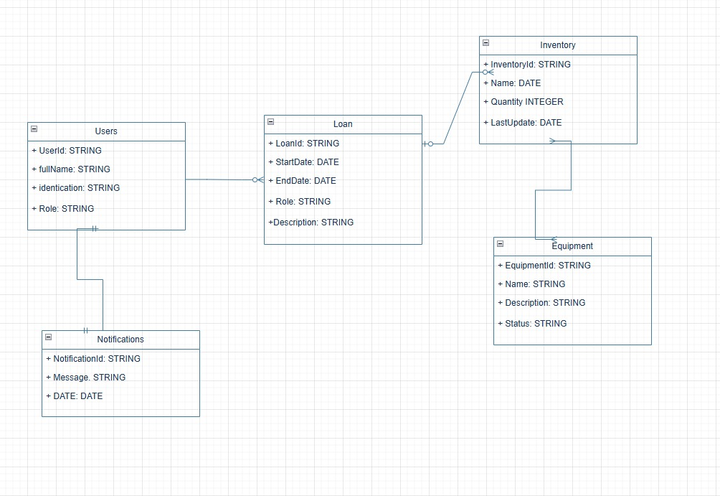 Inventory
+ InventoryId: STRING
+ Name: DATE
+ Quantity INTEGER
+ LastUpdate: DATE
Loan
+ LoanId: STRING
+ StartDate: DATE
+ EndDate: DATE
+ Role: STRING
+Description: STRING
Users
+ UserId: STRING
+ fullName: STRING
+ identication: STRING
+ Role: STRING
Equipment
+ EquipmentId: STRING
+ Name: STRING
+ Description: STRING
+ Status: STRING
Notifications
+ NotificationId: STRING
+ Message. STRING
+ DATE: DATE